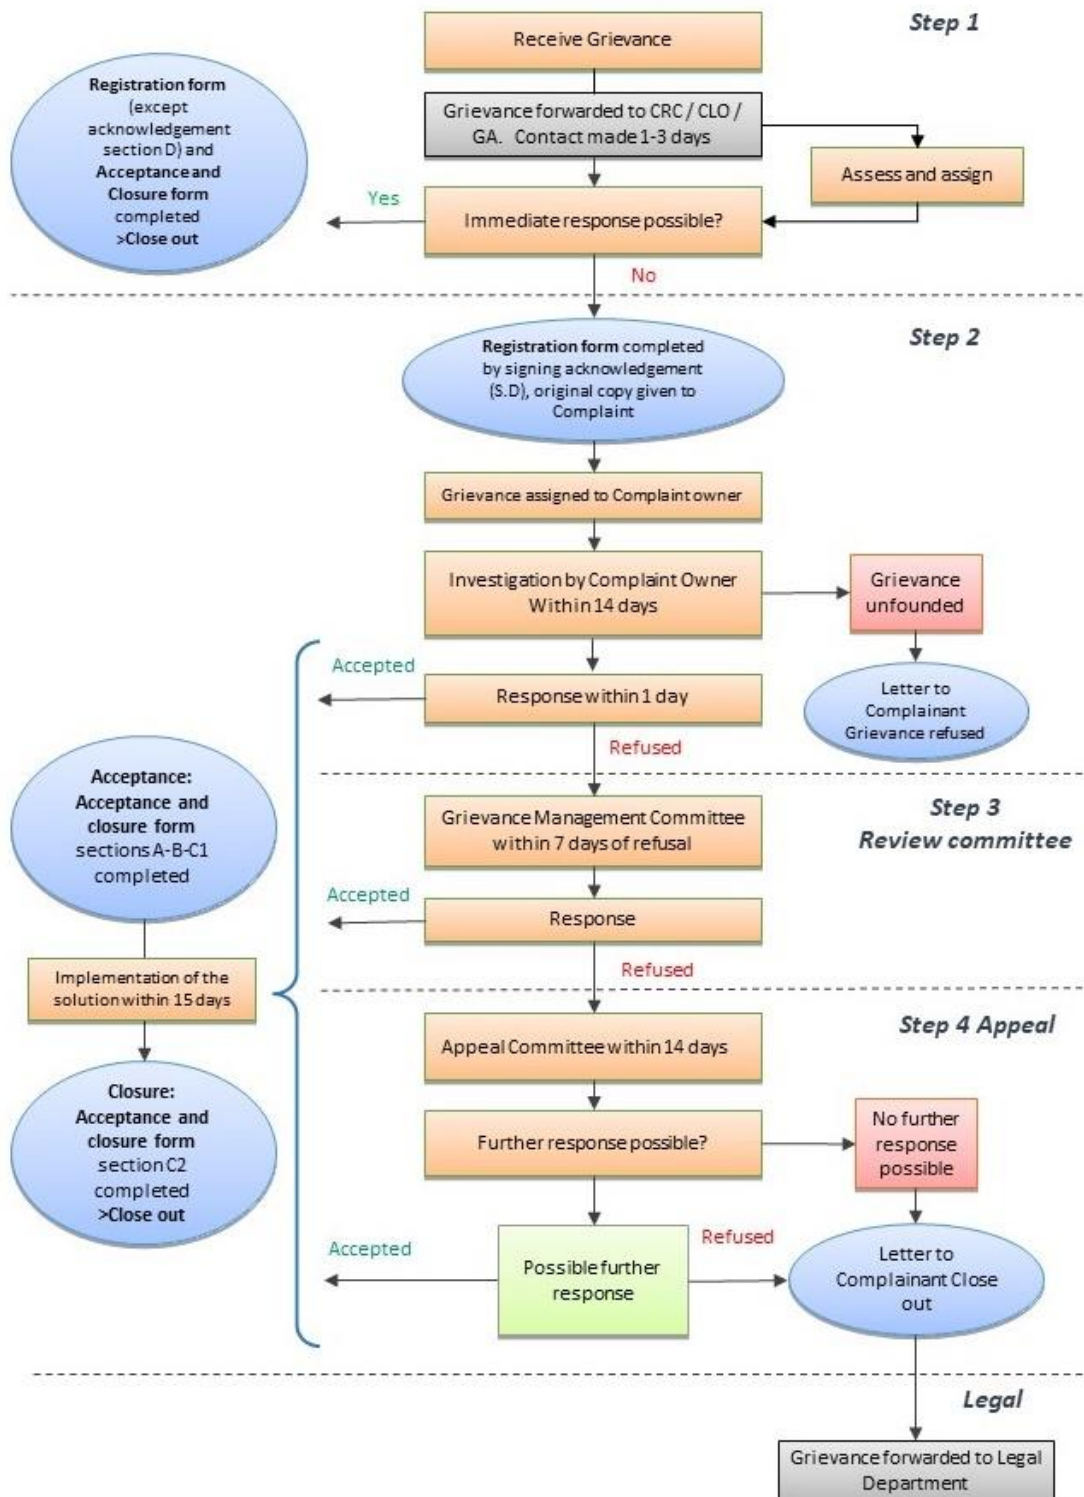 Step 1
Receive Grievance
Registration form
(except
acknowledgement
section D) and
Acceptance and
Closure form
completed
>Close out
Grievance forwarded to CRC / CLO /
GA. Contact made 1-3 days
Assess and assign
Yes
Immediate response possible?
No
Step 2
Registration form completed
by signing acknowledgement
(S.D), original copy given to
Complaint
Grievance assigned to Complaint owner
Investigation by Complaint Owner
Within 14 days
Grievance
unfounded
Accepted
Response within 1 day
Letter to
Complainant
Grievance refused
Refused
Step 3
Review committee
Acceptance:
Acceptance and
closure form
sections A-B-C1
completed
Grievance Management Committee
within 7 days of refusal
Accepted
Response
Refused
Implementation of the
solution within 15 days
Step 4 Appeal
Appeal Committee within 14 days
Closure:
Acceptance and
closure form
section C2
completed
>Close out
Further response possible?
No further
response
possible
Accepted
Possible further
response
Refused
Letter to
Complainant Close
out
Legal
Grievance forwarded to Legal
Department